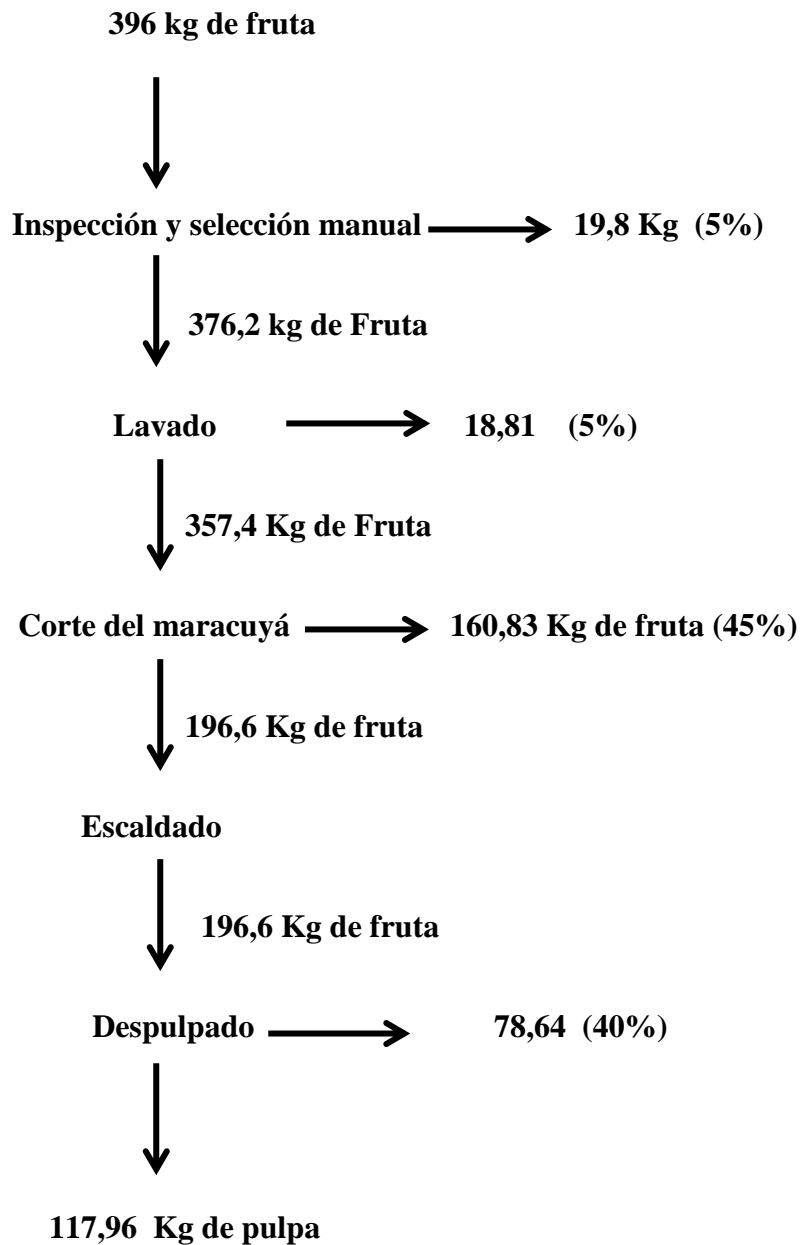 396 kg de fruta
Inspección y selección manual 19,8 Kg (5%)
376,2 kg de Fruta
Lavado 18,81 (5%)
357,4 Kg de Fruta
Corte del maracuyá 160,83 Kg de fruta (45%)
196,6 Kg de fruta
Escaldado
196,6 Kg de fruta
Despulpado 78,64 (40%)
117,96 Kg de pulpa